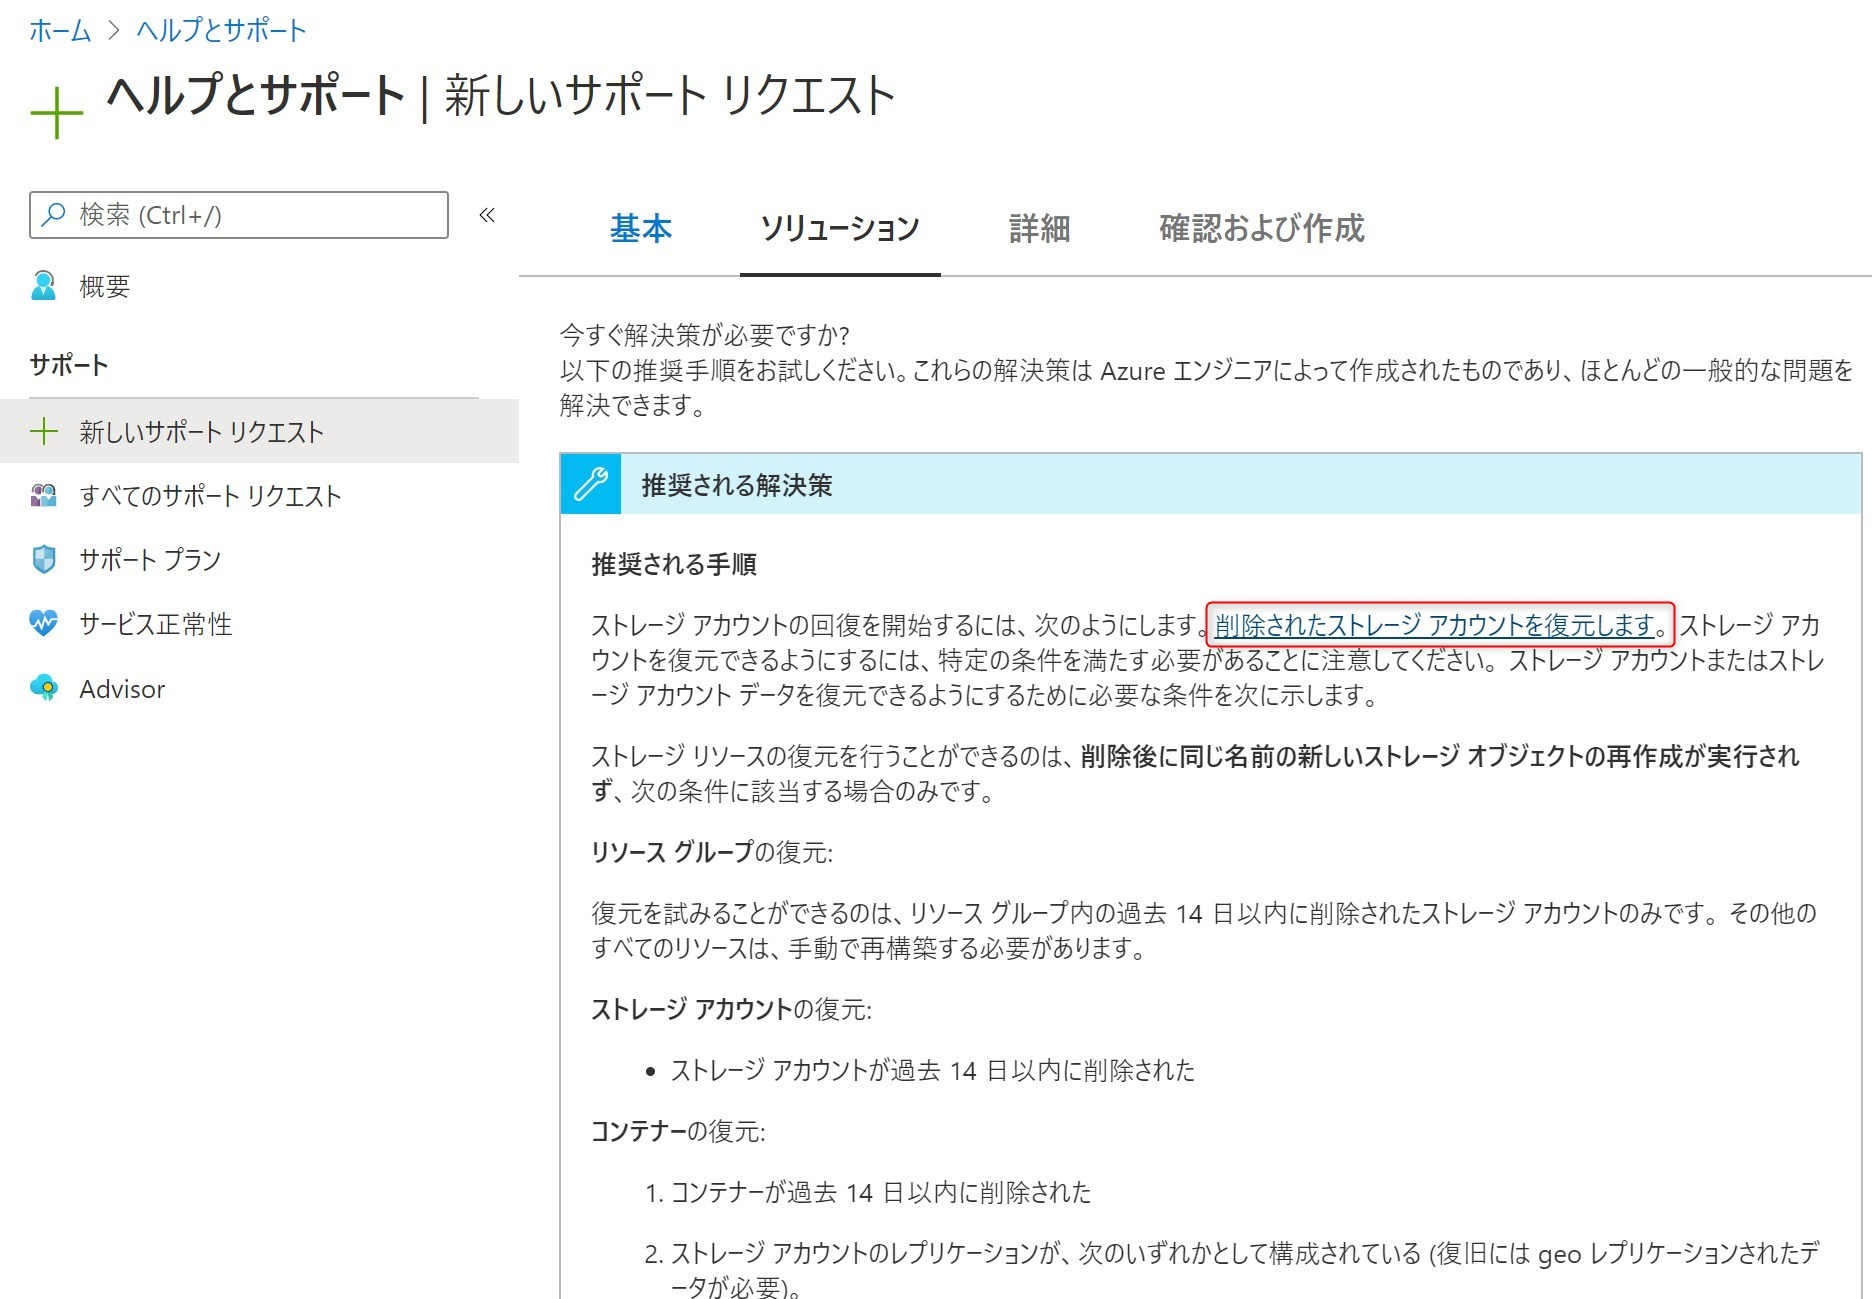 ホーム > ヘルプとサポート
ヘルプとサポート | 新しいサポート リクエスト
検索 (Ctrl+/)
«
概要
サポート
新しいサポート リクエスト
すべてのサポート リクエスト
サポート プラン
サービス正常性
Advisor
基本 ソリューション 詳細 確認および作成
今すぐ解決策が必要ですか?
以下の推奨手順をお試しください。これらの解決策は Azure エンジニアによって作成されたものであり、ほとんどの一般的な問題を
解決できます。
推奨される解決策
推奨される手順
ストレージ アカウントの回復を開始するには、次のようにします。削除されたストレージ アカウントを復元します。ストレージ アカ
ウントを復元できるようにするには、特定の条件を満たす必要があることに注意してください。ストレージ アカウントまたはストレ
ージ アカウント データを復元できるようにするために必要な条件を次に示します。
ストレージ リソースの復元を行うことができるのは、削除後に同じ名前の新しいストレージ オブジェクトの再作成が実行され
ず、次の条件に該当する場合のみです。
リソース グループの復元:
復元を試みることができるのは、リソース グループ内の過去 14 日以内に削除されたストレージ アカウントのみです。その他の
すべてのリソースは、手動で再構築する必要があります。
ストレージ アカウントの復元:
• ストレージ アカウントが過去 14 日以内に削除された
コンテナーの復元:
1. コンテナーが過去 14 日以内に削除された
2. ストレージ アカウントのレプリケーションが、次のいずれかとして構成されている (復旧には geo レプリケーションされたデ
ータが必要)。